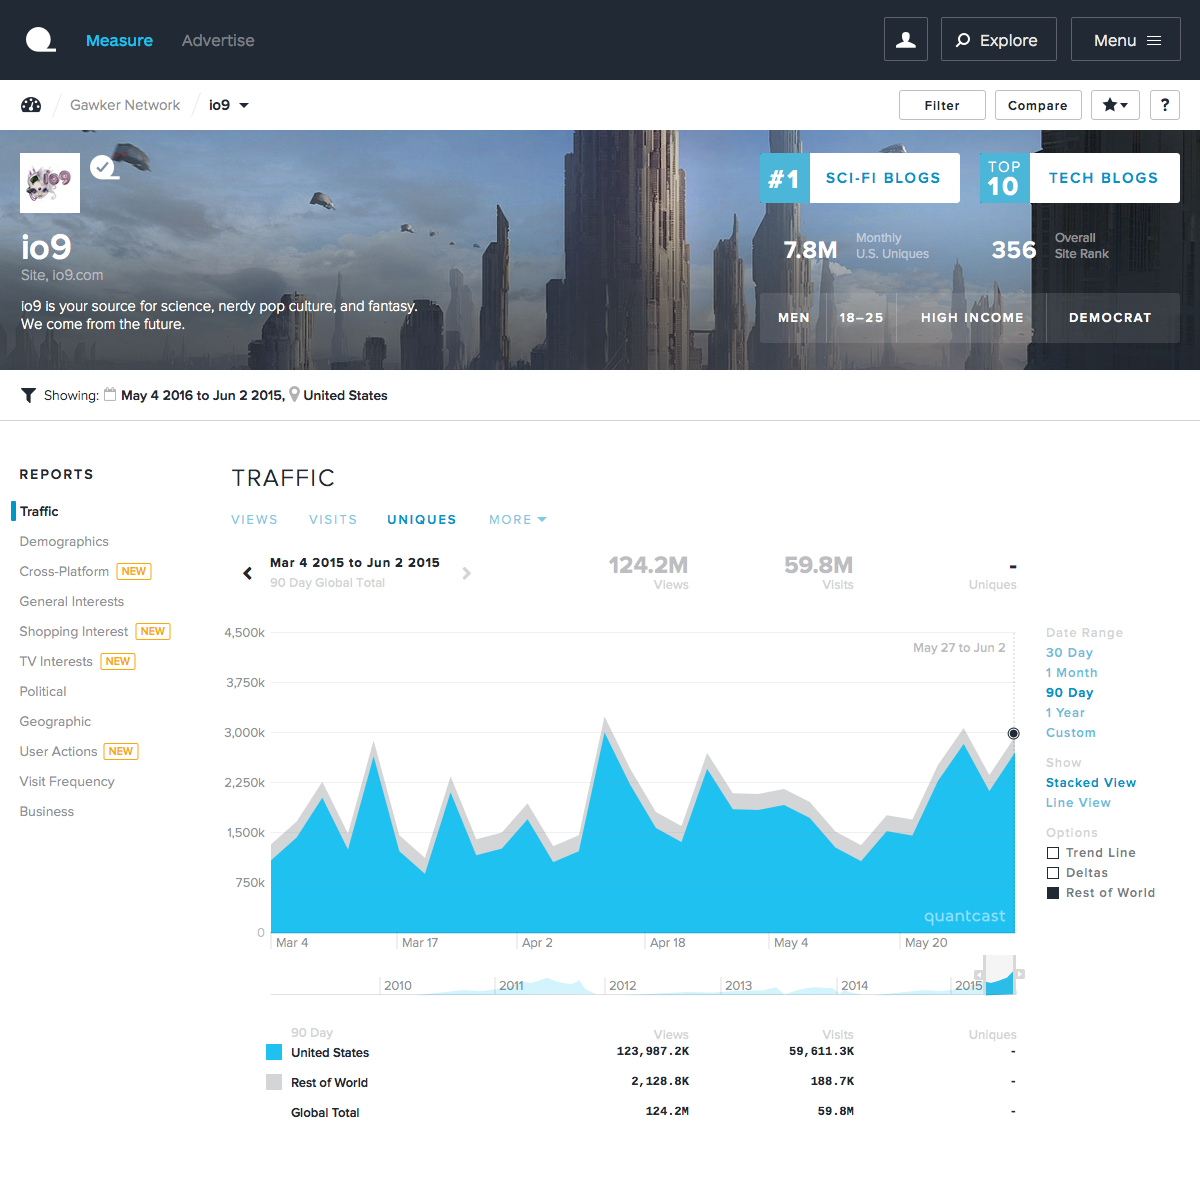 Measure Advertise Explore Menu
Gawker Network io9 Filter Compare ?
io9
#1 SCI-FI BLOGS
TOP 10 TECH BLOGS
io9
Site, io9.com
io9 is your source for science, nerdy pop culture, and fantasy.
We come from the future.
7.8M Monthly U.S. Uniques
356 Overall Site Rank
MEN 18–25 HIGH INCOME DEMOCRAT
Showing: May 4 2016 to Jun 2 2015, United States
REPORTS
Traffic
Demographics
Cross-Platform NEW
General Interests
Shopping Interest NEW
TV Interests NEW
Political
Geographic
User Actions NEW
Visit Frequency
Business
TRAFFIC
VIEWS VISITS UNIQUES MORE
Mar 4 2015 to Jun 2 2015
90 Day Global Total
124.2M Views
59.8M Visits
- Uniques
May 27 to Jun 2
4,500k
3,750k
3,000k
2,250k
1,500k
750k
0
quantcast
Mar 4 Mar 17 Apr 2 Apr 18 May 4 May 20
2010 2011 2012 2013 2014 2015
Date Range
30 Day
1 Month
90 Day
1 Year
Custom
Show
Stacked View
Line View
Options
Trend Line
Deltas
Rest of World
90 Day Views Visits Uniques
United States 123,987.2K 59,611.3K -
Rest of World 2,128.8K 188.7K -
Global Total 124.2M 59.8M -